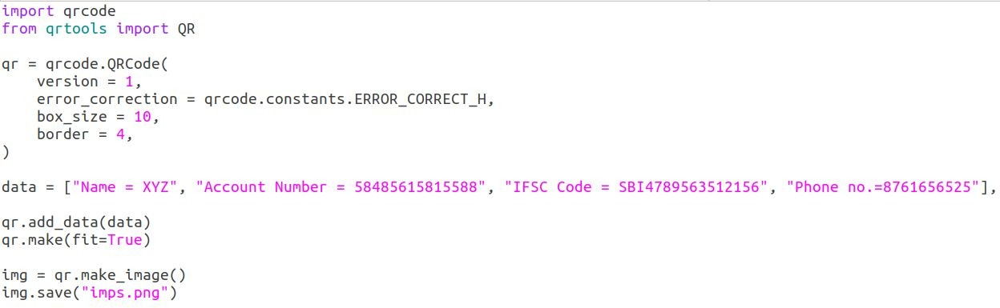 import qrcode
from qrtools import QR
qr = qrcode.QRCode(
    version = 1,
    error_correction = qrcode.constants.ERROR_CORRECT_H,
    box_size = 10,
    border = 4,
)
data = ["Name = XYZ", "Account Number = 58485615815588", "IFSC Code = SBI4789563512156", "Phone no.=8761656525"],
qr.add_data(data)
qr.make(fit=True)
img = qr.make_image()
img.save("imps.png")